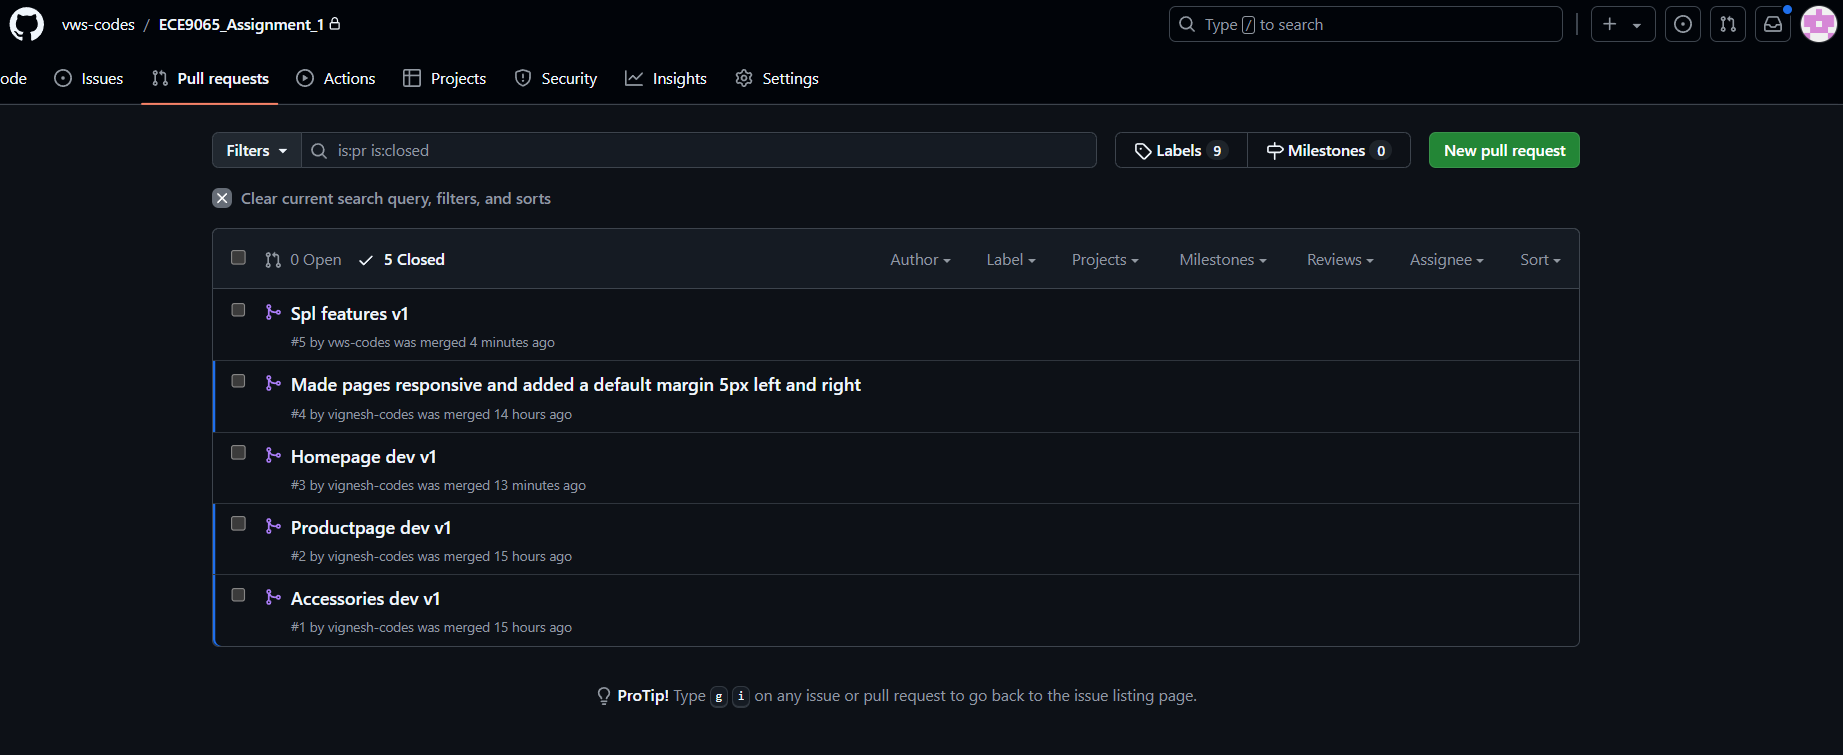 vws-codes / ECE9065_Assignment_1
Type / to search
ode Issues Pull requests Actions Projects Security Insights Settings
Filters is:pr is:closed Labels 9 Milestones 0 New pull request
Clear current search query, filters, and sorts
0 Open 5 Closed Author Label Projects Milestones Reviews Assignee Sort
Spl features v1
#5 by vws-codes was merged 4 minutes ago
Made pages responsive and added a default margin 5px left and right
#4 by vignesh-codes was merged 14 hours ago
Homepage dev v1
#3 by vignesh-codes was merged 13 minutes ago
Productpage dev v1
#2 by vignesh-codes was merged 15 hours ago
Accessories dev v1
#1 by vignesh-codes was merged 15 hours ago
ProTip! Type g i on any issue or pull request to go back to the issue listing page.